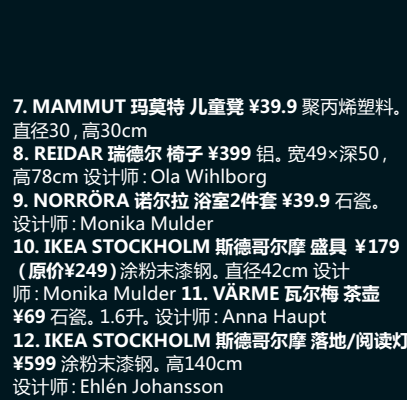 7. MAMMUT 玛莫特 儿童凳 ¥39.9 聚丙烯塑料。
直径30，高30cm
8. REIDAR 瑞德尔 椅子 ¥399 铝。宽49×深50，
高78cm 设计师：Ola Wihlborg
9. NORRÖRA 诺尔拉 浴室2件套 ¥39.9 石瓷。
设计师：Monika Mulder
10. IKEA STOCKHOLM 斯德哥尔摩 盛具 ¥179
（原价¥249）涂粉末漆钢。直径42cm 设计
师：Monika Mulder 11. VÄRME 瓦尔梅 茶壶
¥69 石瓷。1.6升。设计师：Anna Haupt
12. IKEA STOCKHOLM 斯德哥尔摩 落地/阅读灯
¥599 涂粉末漆钢。高140cm
设计师：Ehlén Johansson